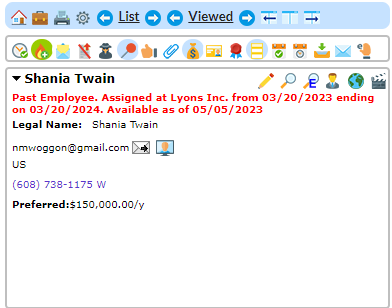 List Viewed
Shania Twain
Past Employee. Assigned at Lyons Inc. from 03/20/2023 ending
on 03/20/2024. Available as of 05/05/2023
Legal Name: Shania Twain
nmwoggon@gmail.com
US
(608) 738-1175 W
Preferred:$150,000.00/y